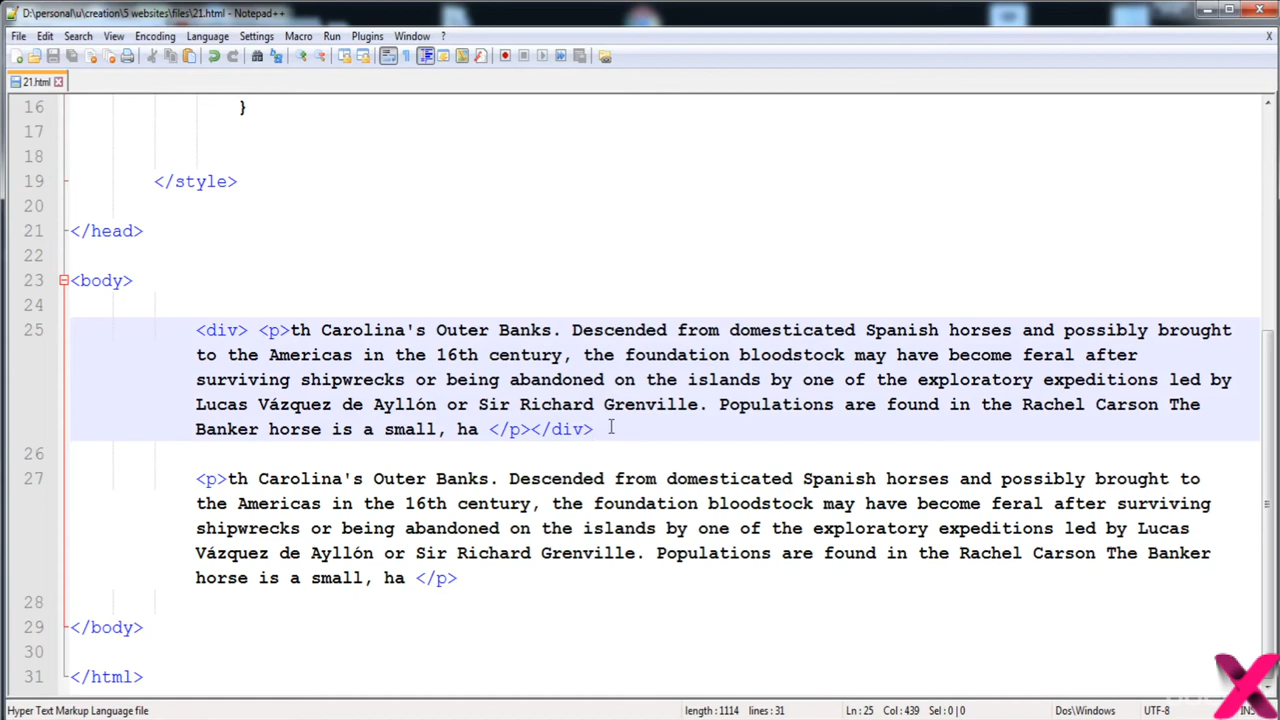 D:\personal\u\creation\5 websites\files\21.html - Notepad++
File Edit Search View Encoding Language Settings Macro Run Plugins Window ? X
21.html
16 }
17
18
19 </style>
20
21 </head>
22
23 <body>
24
25 <div> <p>th Carolina's Outer Banks. Descended from domesticated Spanish horses and possibly brought
to the Americas in the 16th century, the foundation bloodstock may have become feral after
surviving shipwrecks or being abandoned on the islands by one of the exploratory expeditions led by
Lucas Vázquez de Ayllón or Sir Richard Grenville. Populations are found in the Rachel Carson The
Banker horse is a small, ha </p></div>
26
27 <p>th Carolina's Outer Banks. Descended from domesticated Spanish horses and possibly brought to
the Americas in the 16th century, the foundation bloodstock may have become feral after surviving
shipwrecks or being abandoned on the islands by one of the exploratory expeditions led by Lucas
Vázquez de Ayllón or Sir Richard Grenville. Populations are found in the Rachel Carson The Banker
horse is a small, ha </p>
28
29 </body>
30
31 </html>
Hyper Text Markup Language file length : 1114 lines : 31 Ln : 25 Col : 439 Sel : 0 | 0 Dos\Windows UTF-8 INS